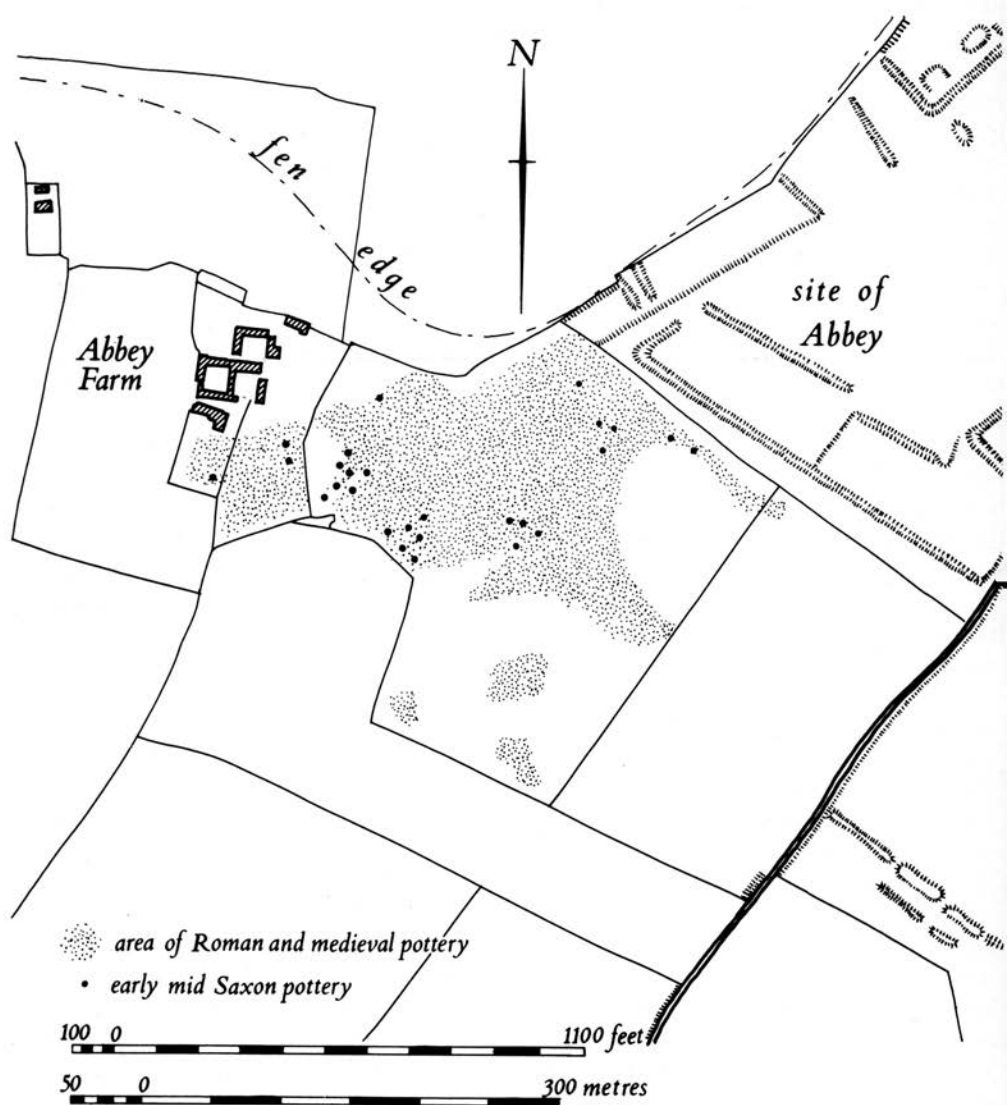 N
fen
edge
site of
Abbey
Abbey
Farm
area of Roman and medieval pottery
early mid Saxon pottery
100 0 1100 feet
50 0 300 metres